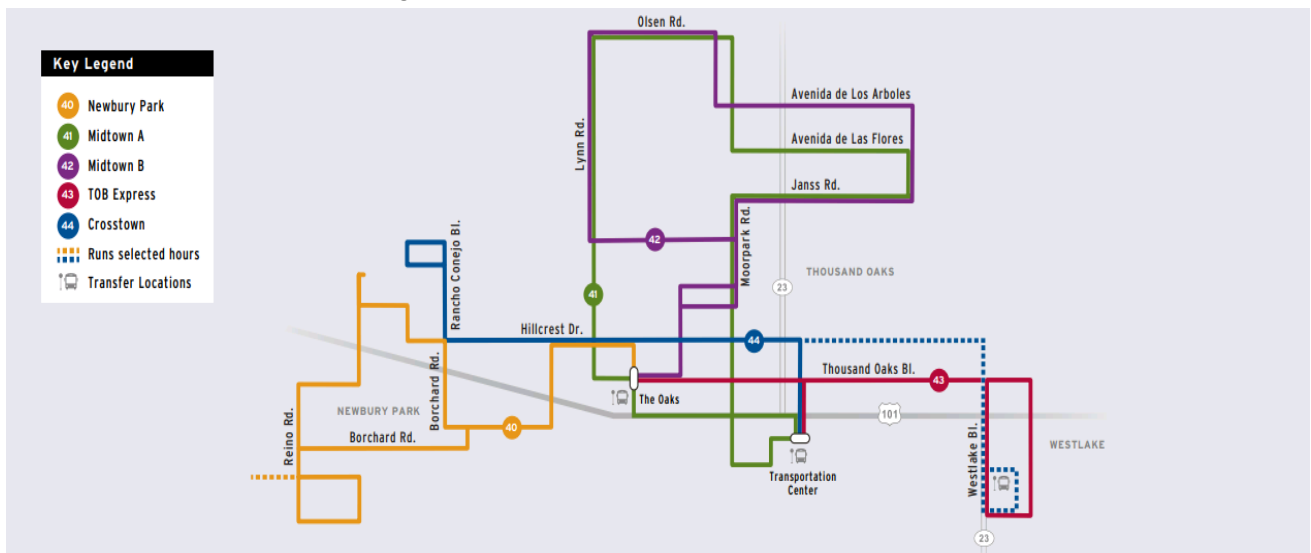 Olsen Rd.
Key Legend
40 Newbury Park
41 Midtown A
42 Midtown B
43 TOB Express
44 Crosstown
Runs selected hours
Transfer Locations
Lynn Rd.
Avenida de Los Arboles
Avenida de Las Flores
Janss Rd.
Moorpark Rd.
42
THOUSAND OAKS
23
41
Rancho Conejo Bl.
Hillcrest Dr.
44
Thousand Oaks Bl.
43
The Oaks
101
NEWBURY PARK
Borchard Rd.
40
Borchard Rd.
Reino Rd.
Transportation
Center
Westlake Bl.
WESTLAKE
23